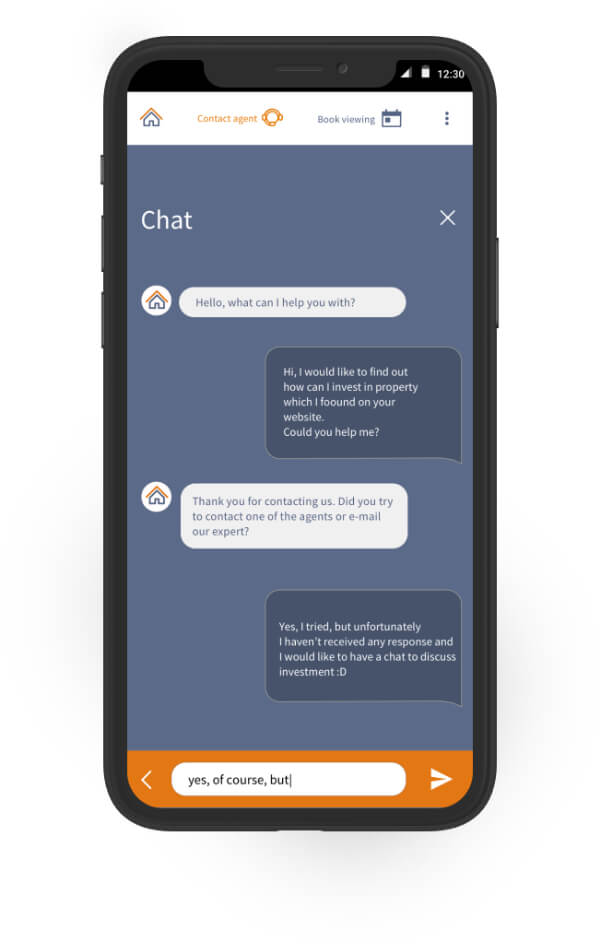 12:30
Contact agent
Book viewing
Chat
Hello, what can I help you with?
Hi, I would like to find out
how can I invest in property
which I foound on your
website.
Could you help me?
Thank you for contacting us. Did you try
to contact one of the agents or e-mail
our expert?
Yes, I tried, but unfortunately
I haven't received any response and
I would like to have a chat to discuss
investment :D
yes, of course, but